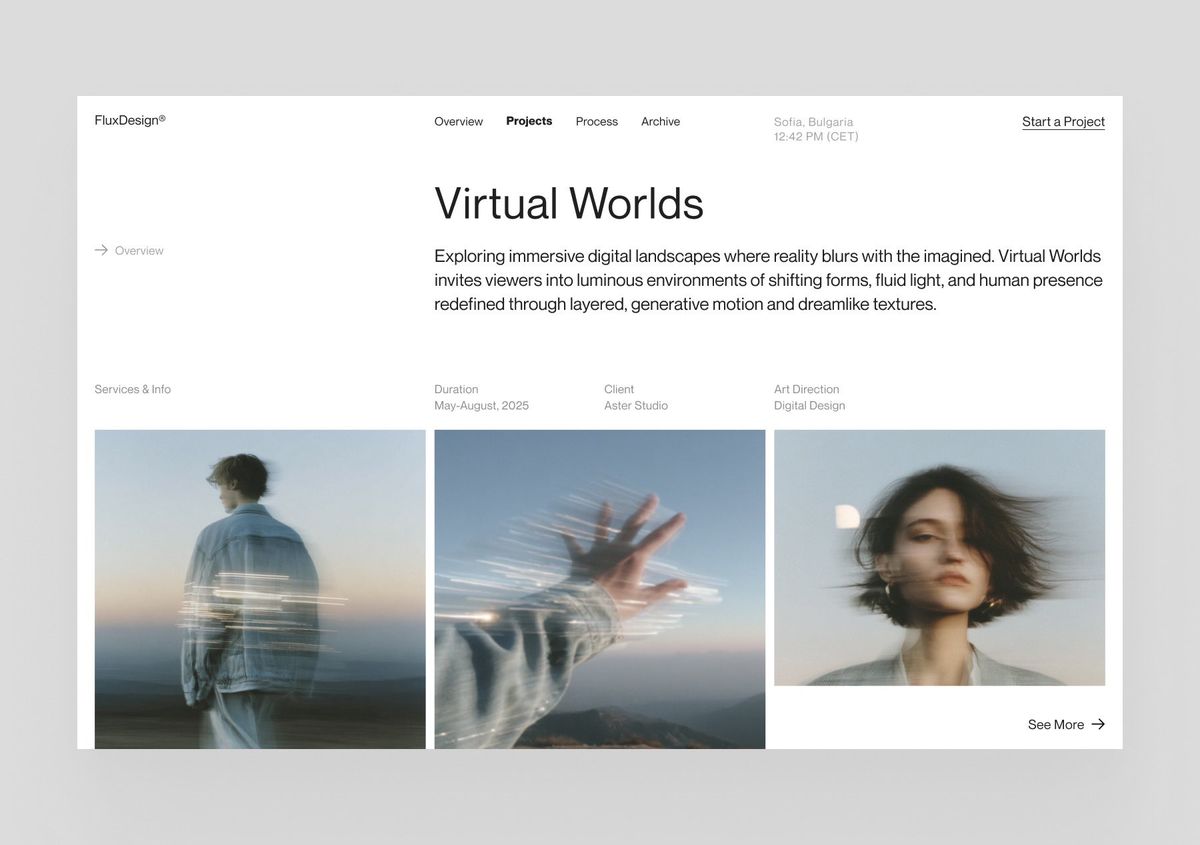 FluxDesign®
Overview Projects Process Archive
Sofia, Bulgaria
12:42 PM (CET)
Start a Project
Virtual Worlds
→ Overview
Exploring immersive digital landscapes where reality blurs with the imagined. Virtual Worlds
invites viewers into luminous environments of shifting forms, fluid light, and human presence
redefined through layered, generative motion and dreamlike textures.
Services & Info
Duration
May-August, 2025
Client
Aster Studio
Art Direction
Digital Design
See More →